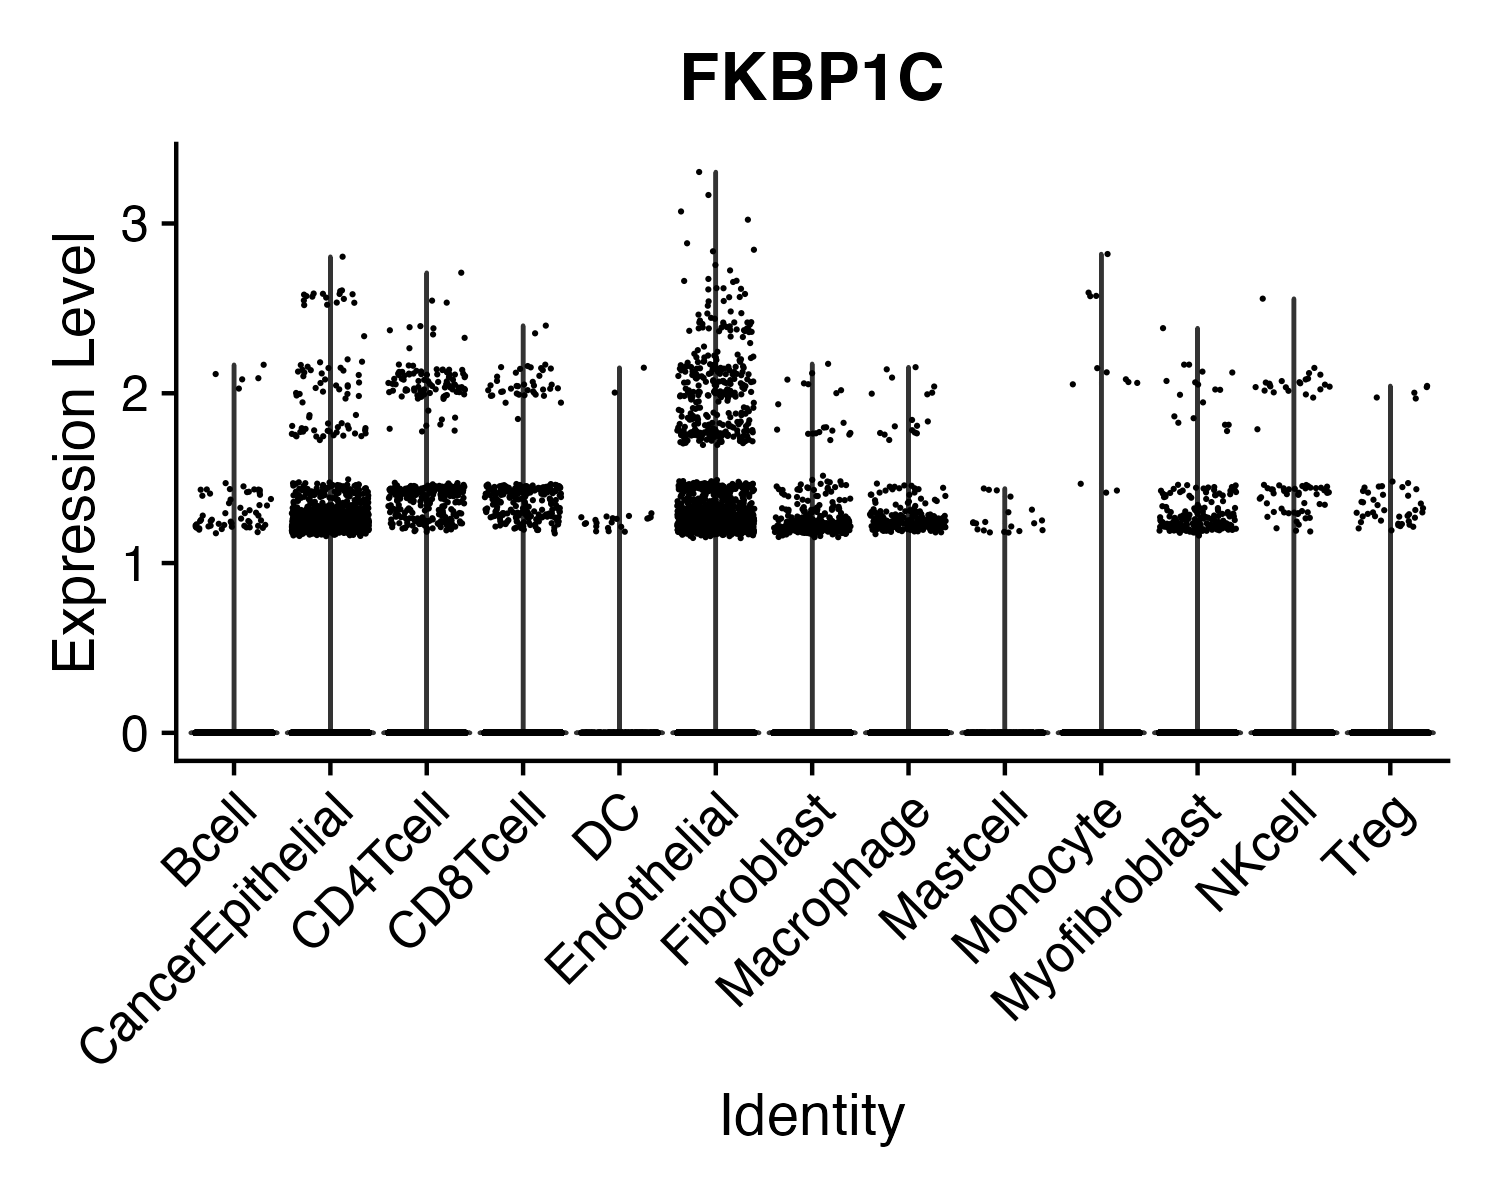 FKBP1C
Expression Level
3
2
1
0
Bcell
CancerEpithelial
CD4Tcell
CD8Tcell
DC
Endothelial
Fibroblast
Macrophage
Mastcell
Monocyte
Myofibroblast
NKcell
Treg
Identity